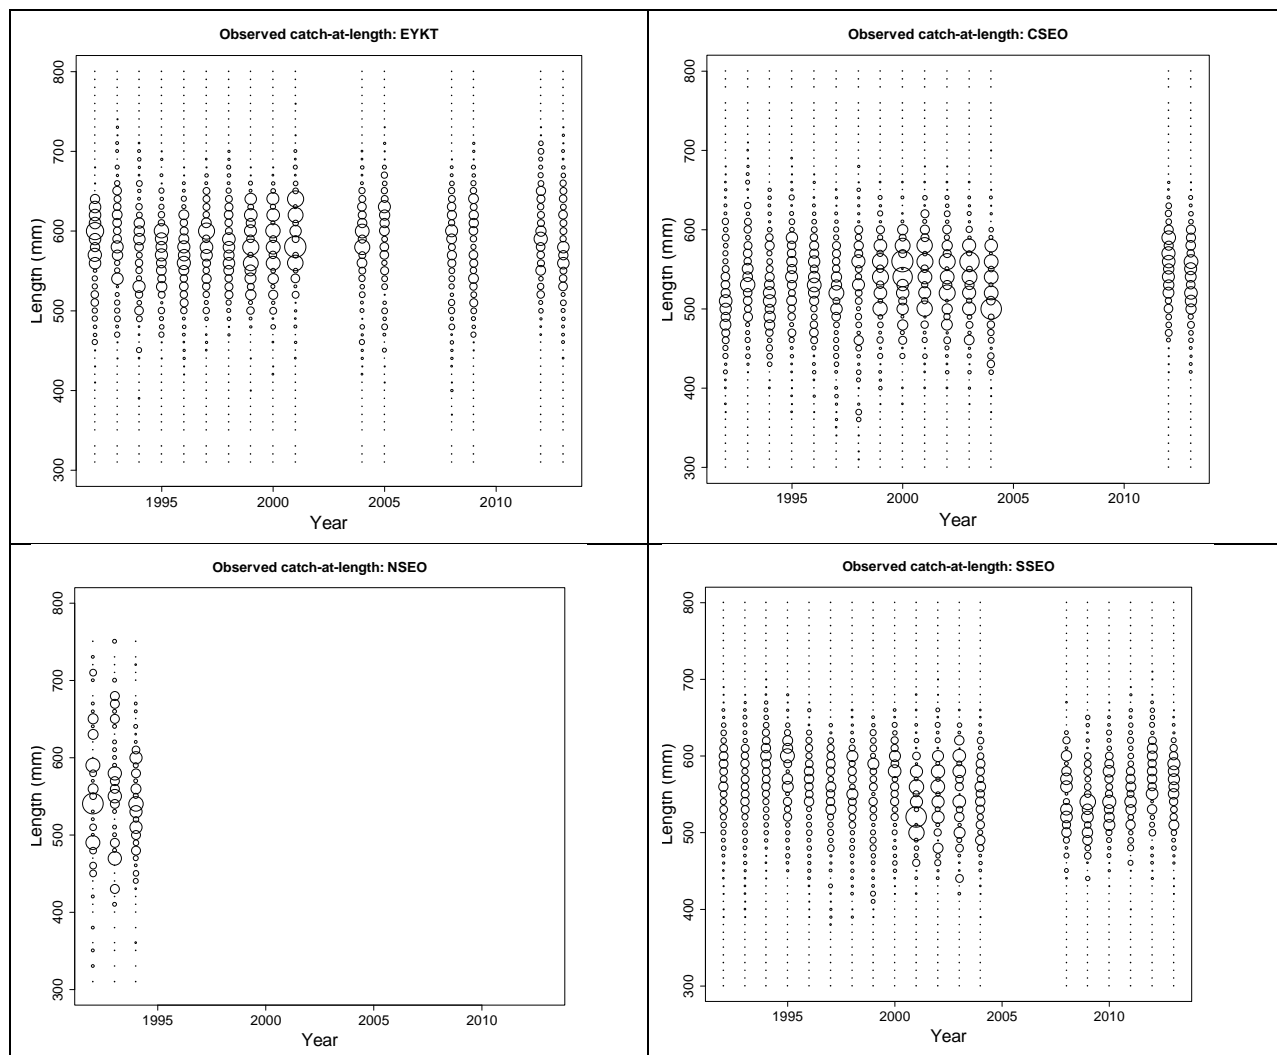 Observed catch-at-length: EYKT
Length (mm)
800
700
600
500
400
300
1995 2000 2005 2010
Year
Observed catch-at-length: CSEO
Length (mm)
800
700
600
500
400
300
1995 2000 2005 2010
Year
Observed catch-at-length: NSEO
Length (mm)
800
700
600
500
400
300
1995 2000 2005 2010
Year
Observed catch-at-length: SSEO
Length (mm)
800
700
600
500
400
300
1995 2000 2005 2010
Year